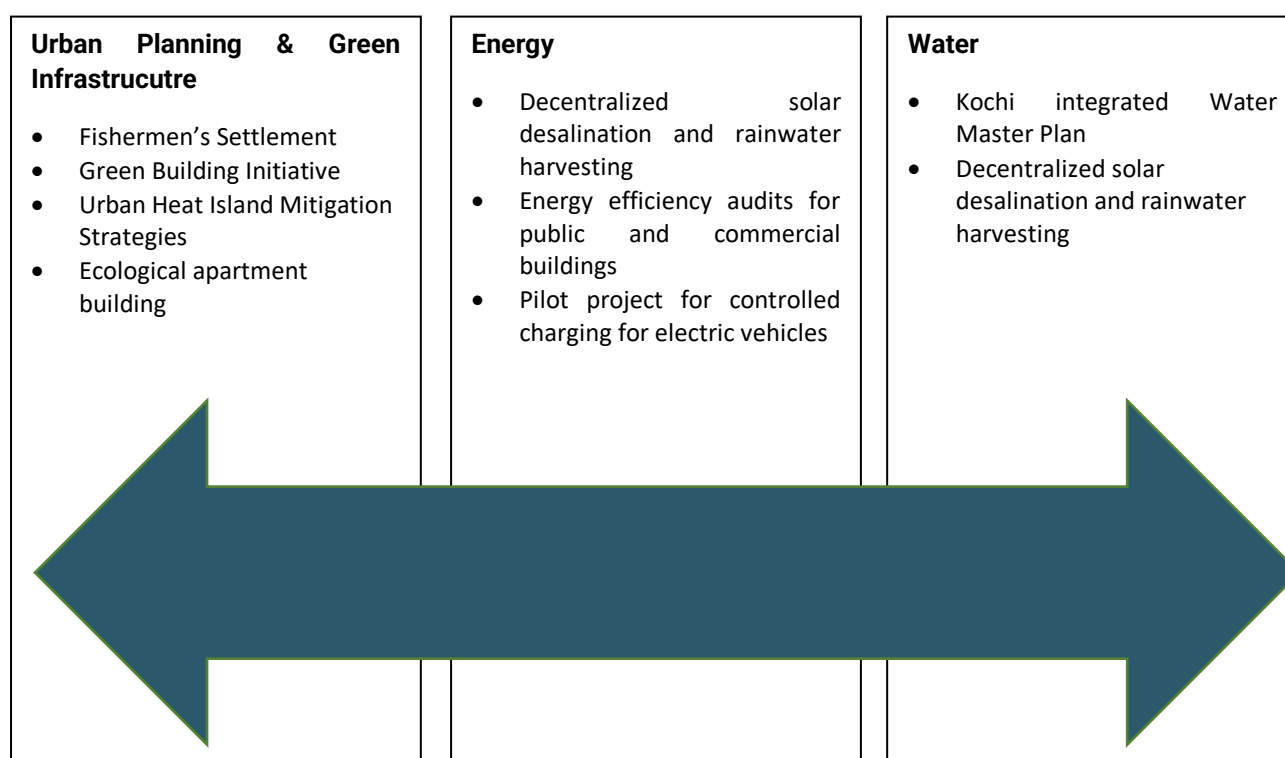 Urban Planning & Green
Infrastrucutre
• Fishermen’s Settlement
• Green Building Initiative
• Urban Heat Island Mitigation
Strategies
• Ecological apartment
building
Energy
• Decentralized solar
desalination and rainwater
harvesting
• Energy efficiency audits for
public and commercial
buildings
• Pilot project for controlled
charging for electric vehicles
Water
• Kochi integrated Water
Master Plan
• Decentralized solar
desalination and rainwater
harvesting